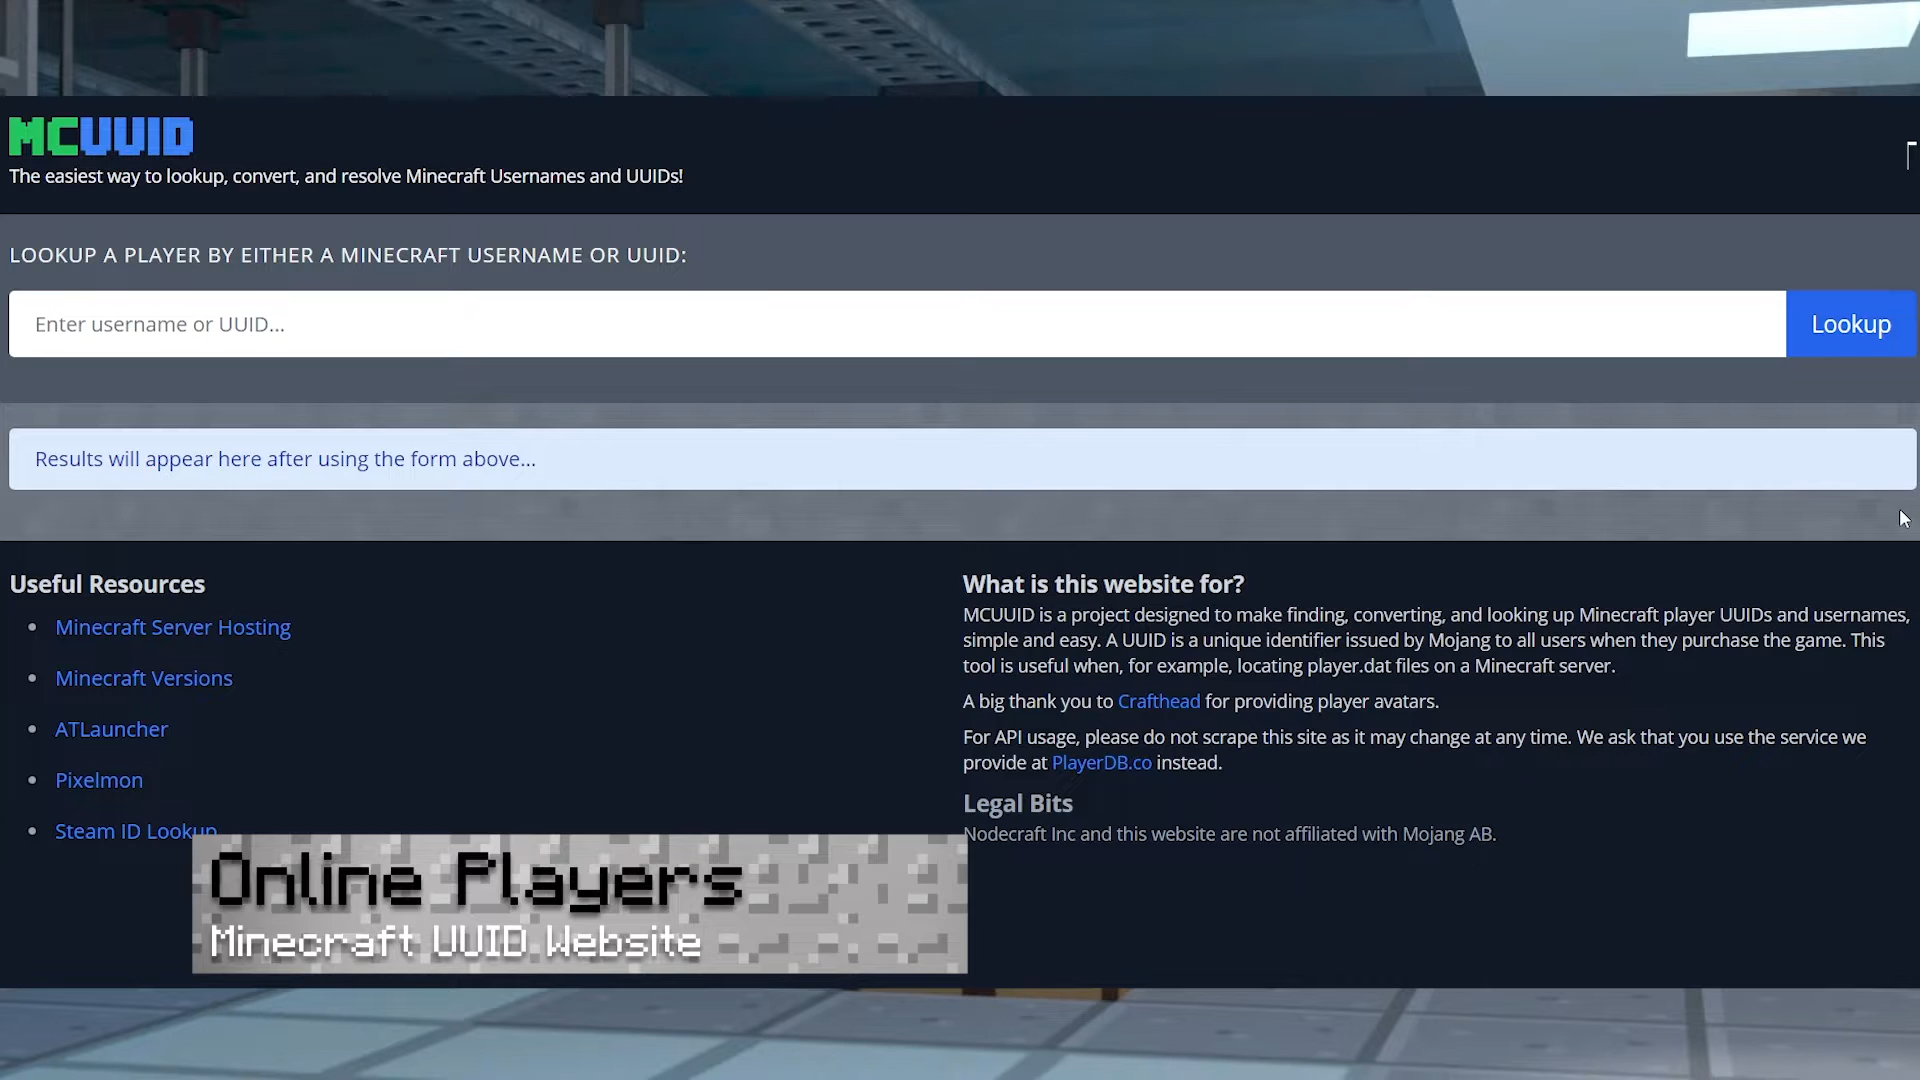 MCUUID
The easiest way to lookup, convert, and resolve Minecraft Usernames and UUIDs!
LOOKUP A PLAYER BY EITHER A MINECRAFT USERNAME OR UUID:
Enter username or UUID...
Lookup
Results will appear here after using the form above...
Useful Resources
Minecraft Server Hosting
Minecraft Versions
ATLauncher
Pixelmon
Steam ID Lookup
What is this website for?
MCUUID is a project designed to make finding, converting, and looking up Minecraft player UUIDs and usernames,
simple and easy. A UUID is a unique identifier issued by Mojang to all users when they purchase the game. This
tool is useful when, for example, locating player.dat files on a Minecraft server.
A big thank you to Crafthead for providing player avatars.
For API usage, please do not scrape this site as it may change at any time. We ask that you use the service we
provide at PlayerDB.co instead.
Legal Bits
Nodecraft Inc and this website are not affiliated with Mojang AB.
Online Players
Minecraft UUID Website